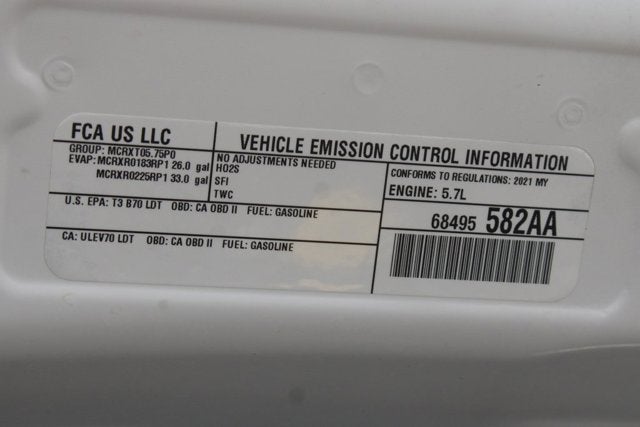 FCA US LLC
GROUP: MCRXT05.75P0
EVAP: MCRXR0183RP1 26.0 gal
MCRXR0225RP1 33.0 gal
VEHICLE EMISSION CONTROL INFORMATION
NO ADJUSTMENTS NEEDED
HO2S
SFI
TWC
CONFORMS TO REGULATIONS: 2021 MY
ENGINE: 5.7L
U.S. EPA: T3 B70 LDT OBD: CA OBD II FUEL: GASOLINE
CA: ULEV70 LDT OBD: CA OBD II FUEL: GASOLINE
68495 582AA